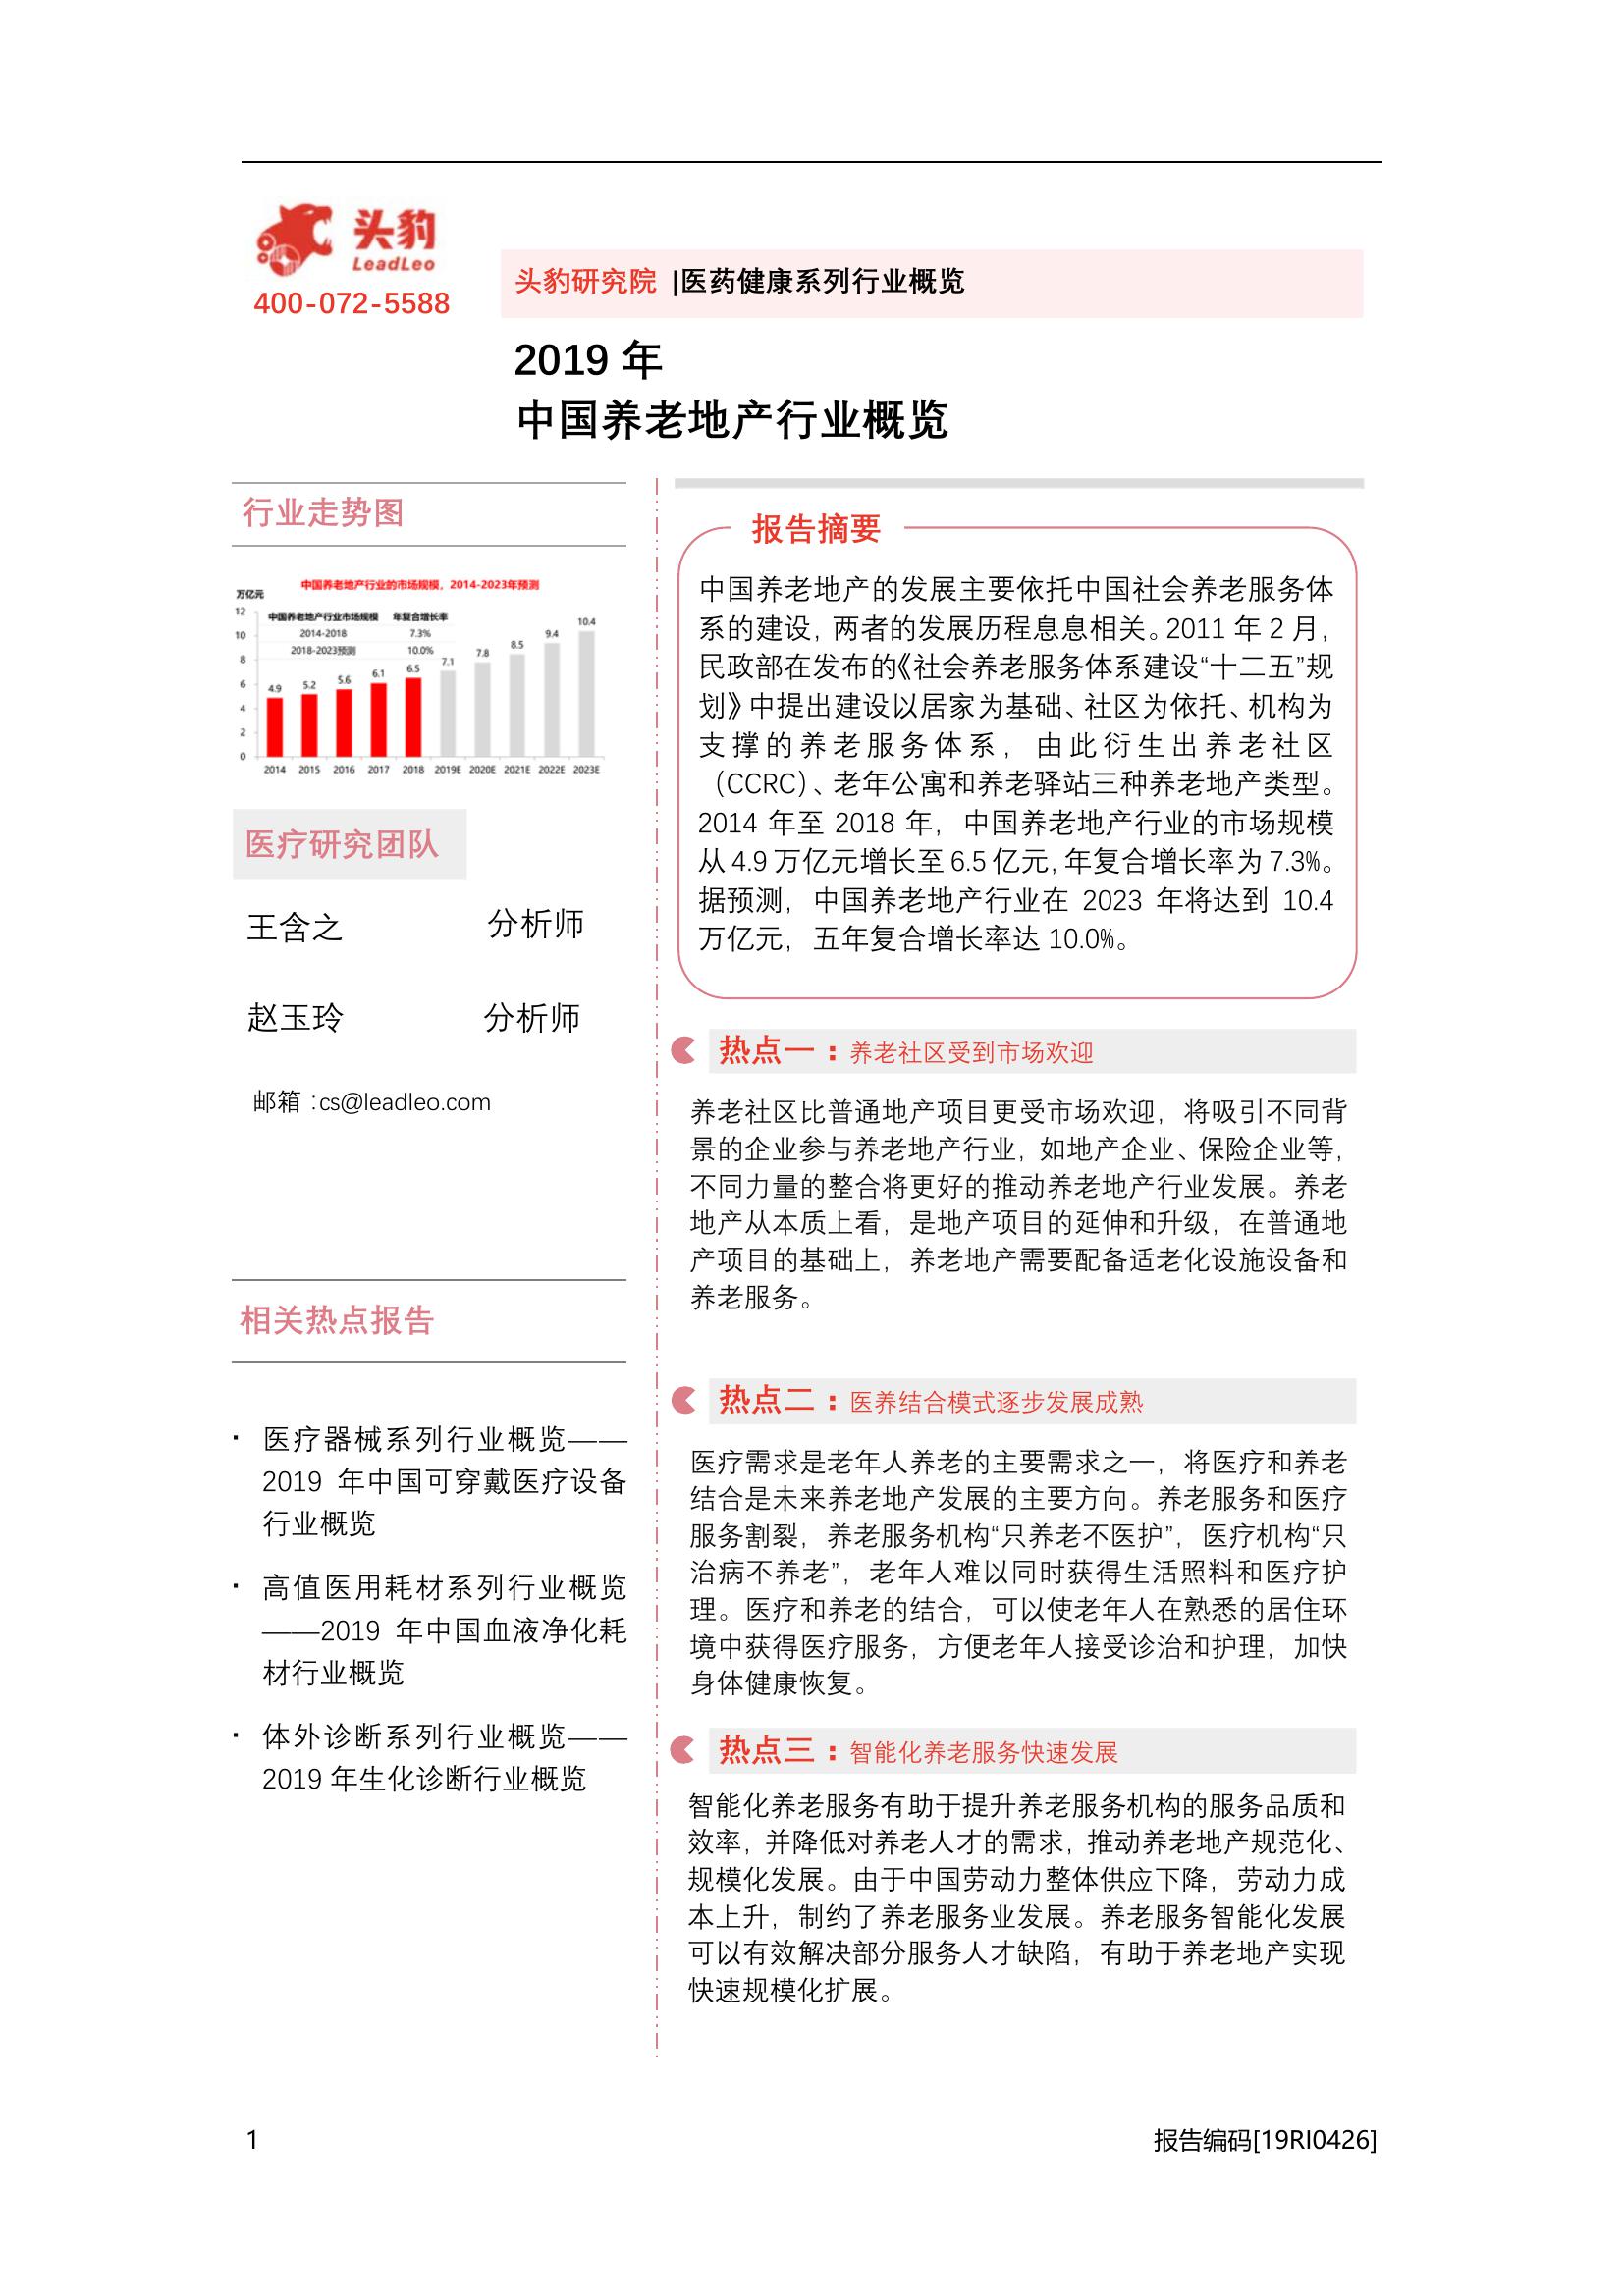 头豹
LeadLeo
400-072-5588
头豹研究院 |医药健康系列行业概览
2019 年
中国养老地产行业概览
行业走势图
中国养老地产行业的市场规模，2014-2023年预测
万亿元
中国养老地产行业市场规模 年复合增长率
2014-2018 7.3%
2018-2023预测 10.0%
12
10
8
6
4
2
0
4.9 5.2 5.6 6.1 6.5 7.1 7.8 8.5 9.4 10.4
2014 2015 2016 2017 2018 2019E 2020E 2021E 2022E 2023E
医疗研究团队
王含之 分析师
赵玉玲 分析师
邮箱：cs@leadleo.com
相关热点报告
· 医疗器械系列行业概览——
2019 年中国可穿戴医疗设备
行业概览
· 高值医用耗材系列行业概览
——2019 年中国血液净化耗
材行业概览
· 体外诊断系列行业概览——
2019 年生化诊断行业概览
报告摘要
中国养老地产的发展主要依托中国社会养老服务体
系的建设，两者的发展历程息息相关。2011 年 2 月，
民政部在发布的《社会养老服务体系建设“十二五”规
划》中提出建设以居家为基础、社区为依托、机构为
支撑的养老服务体系，由此衍生出养老社区
（CCRC）、老年公寓和养老驿站三种养老地产类型。
2014 年至 2018 年，中国养老地产行业的市场规模
从 4.9 万亿元增长至 6.5 亿元，年复合增长率为 7.3%。
据预测，中国养老地产行业在 2023 年将达到 10.4
万亿元，五年复合增长率达 10.0%。
热点一：养老社区受到市场欢迎
养老社区比普通地产项目更受市场欢迎，将吸引不同背
景的企业参与养老地产行业，如地产企业、保险企业等，
不同力量的整合将更好的推动养老地产行业发展。养老
地产从本质上看，是地产项目的延伸和升级，在普通地
产项目的基础上，养老地产需要配备适老化设施设备和
养老服务。
热点二：医养结合模式逐步发展成熟
医疗需求是老年人养老的主要需求之一，将医疗和养老
结合是未来养老地产发展的主要方向。养老服务和医疗
服务割裂，养老服务机构“只养老不医护”，医疗机构“只
治病不养老”，老年人难以同时获得生活照料和医疗护
理。医疗和养老的结合，可以使老年人在熟悉的居住环
境中获得医疗服务，方便老年人接受诊治和护理，加快
身体健康恢复。
热点三：智能化养老服务快速发展
智能化养老服务有助于提升养老服务机构的服务品质和
效率，并降低对养老人才的需求，推动养老地产规范化、
规模化发展。由于中国劳动力整体供应下降，劳动力成
本上升，制约了养老服务业发展。养老服务智能化发展
可以有效解决部分服务人才缺陷，有助于养老地产实现
快速规模化扩展。
1
报告编码[19RI0426]